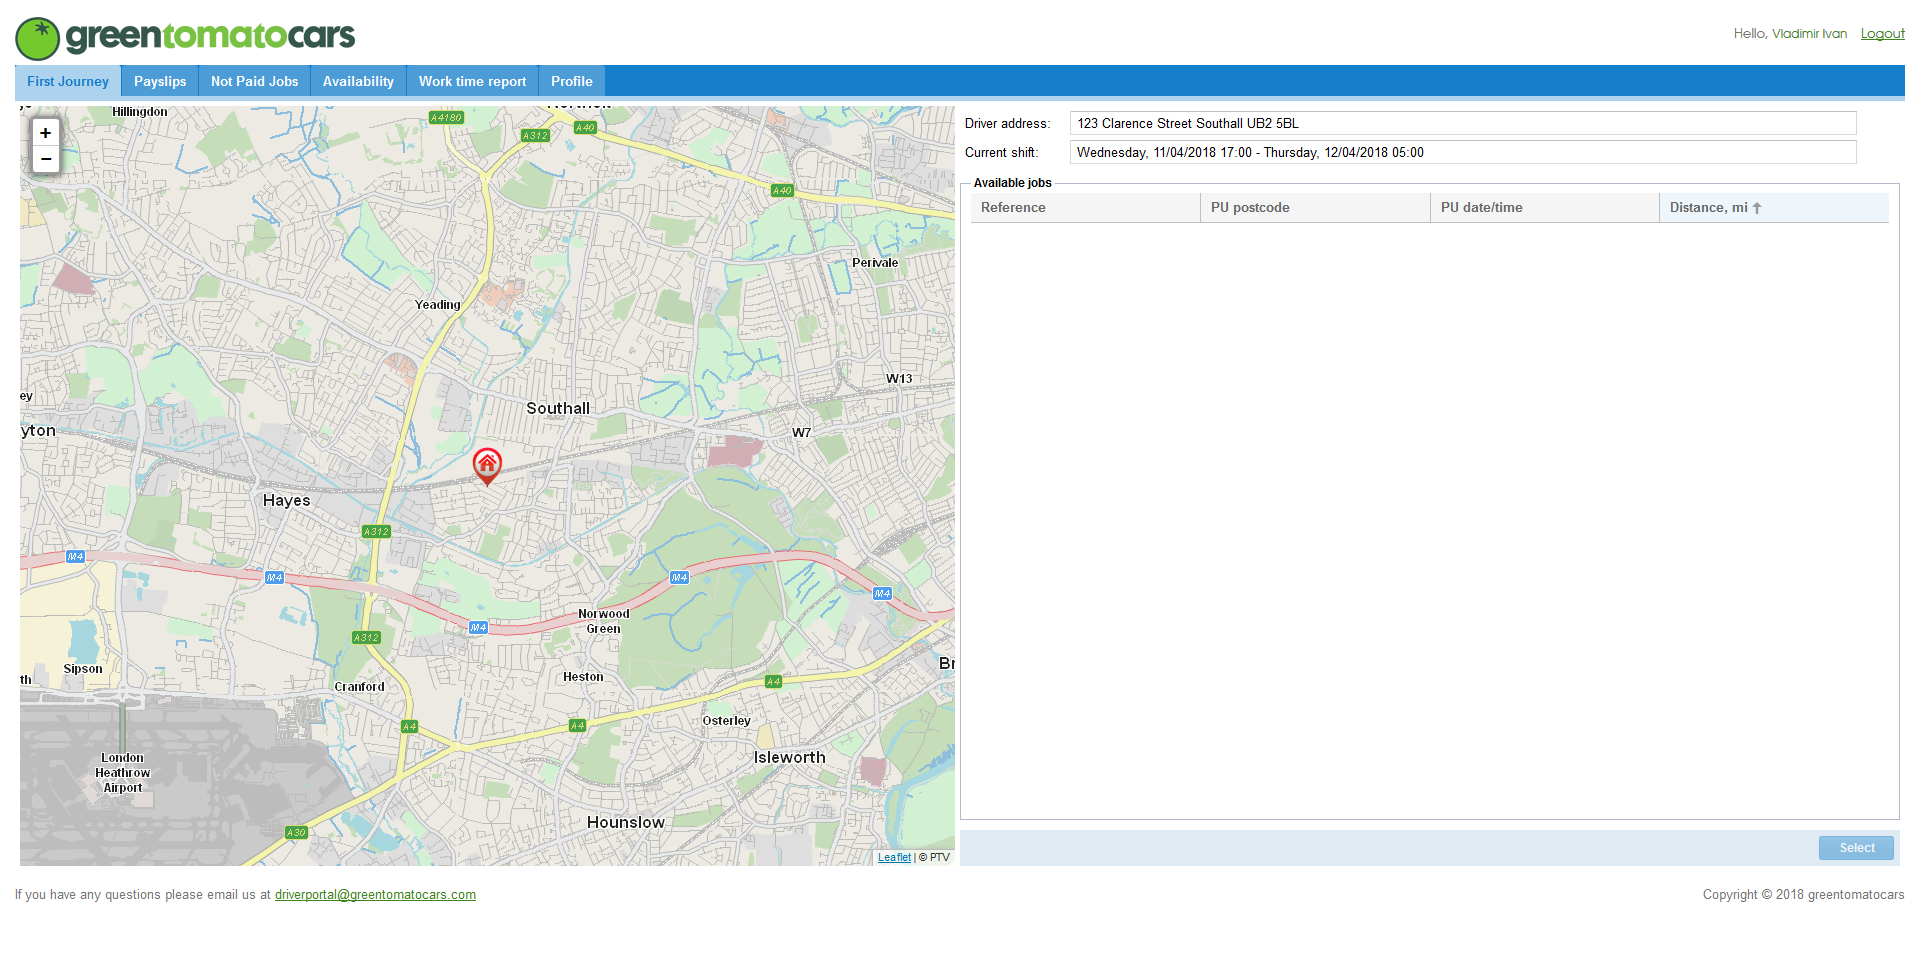 greentomatocars
Hello, Vladimir Ivan Logout
First Journey Payslips Not Paid Jobs Availability Work time report Profile
+
−
Hillingdon
A4180
A312
A40
A40
Perivale
Yeading
W13
ey
Southall
yton
W7
Hayes
A312
M4
M4
M4
M4
M4
Norwood
Green
A312
Sipson
th
Cranford
Heston
A4
Br
A4
A4
Osterley
London
Heathrow
Airport
Isleworth
Hounslow
A30
Leaflet | © PTV
Driver address: 123 Clarence Street Southall UB2 5BL
Current shift: Wednesday, 11/04/2018 17:00 - Thursday, 12/04/2018 05:00
Available jobs
Reference PU postcode PU date/time Distance, mi
Select
If you have any questions please email us at driverportal@greentomatocars.com
Copyright © 2018 greentomatocars